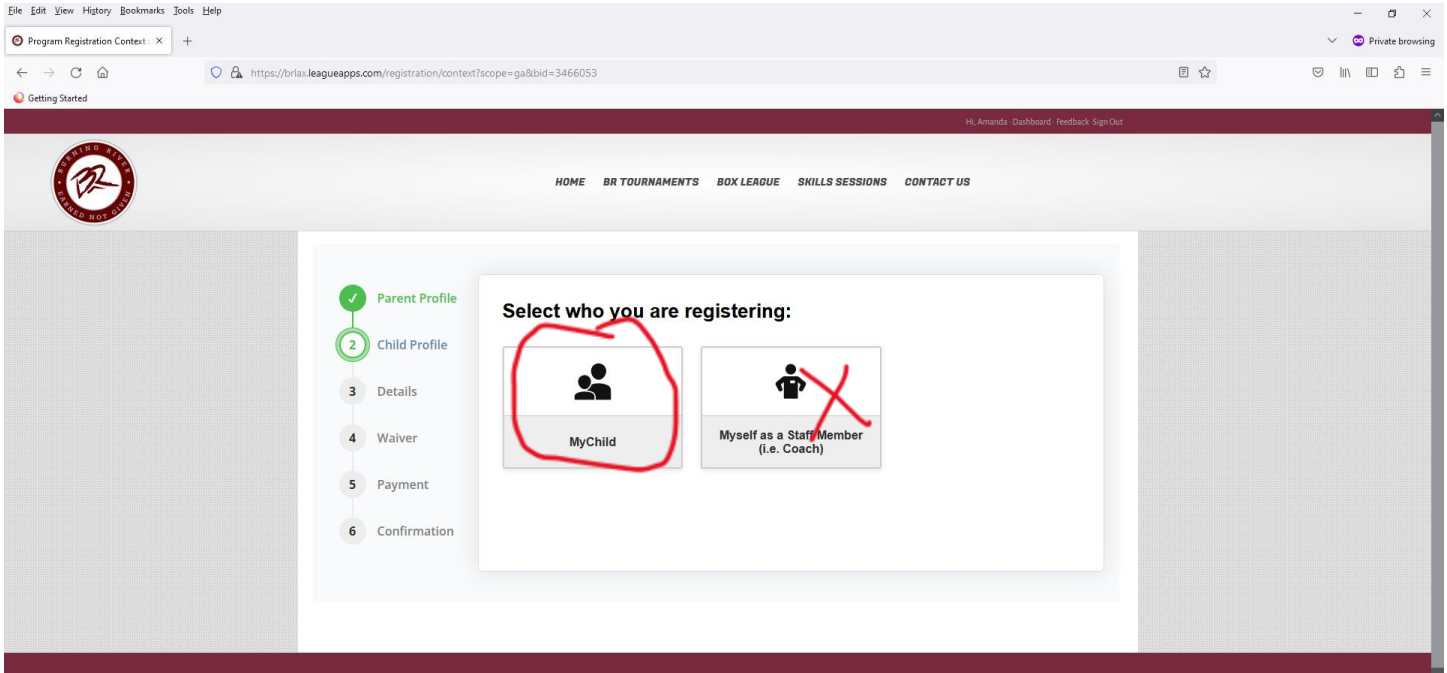 File Edit View History Bookmarks Tools Help
Program Registration Context :
Private browsing
https://brlax.leagueapps.com/registration/context?scope=ga&bid=3466053
Getting Started
Hi, Amanda · Dashboard · Feedback · Sign Out
BURNING RIVER
BR
EARNED NOT GIVEN
HOME BR TOURNAMENTS BOX LEAGUE SKILLS SESSIONS CONTACT US
Parent Profile
2 Child Profile
3 Details
4 Waiver
5 Payment
6 Confirmation
Select who you are registering:
MyChild
Myself as a Staff Member
(i.e. Coach)